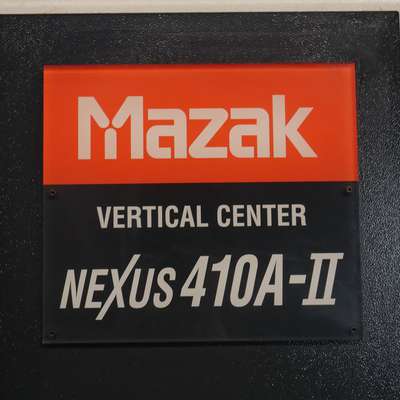 Mazak
VERTICAL CENTER
NEXUS 410A-II